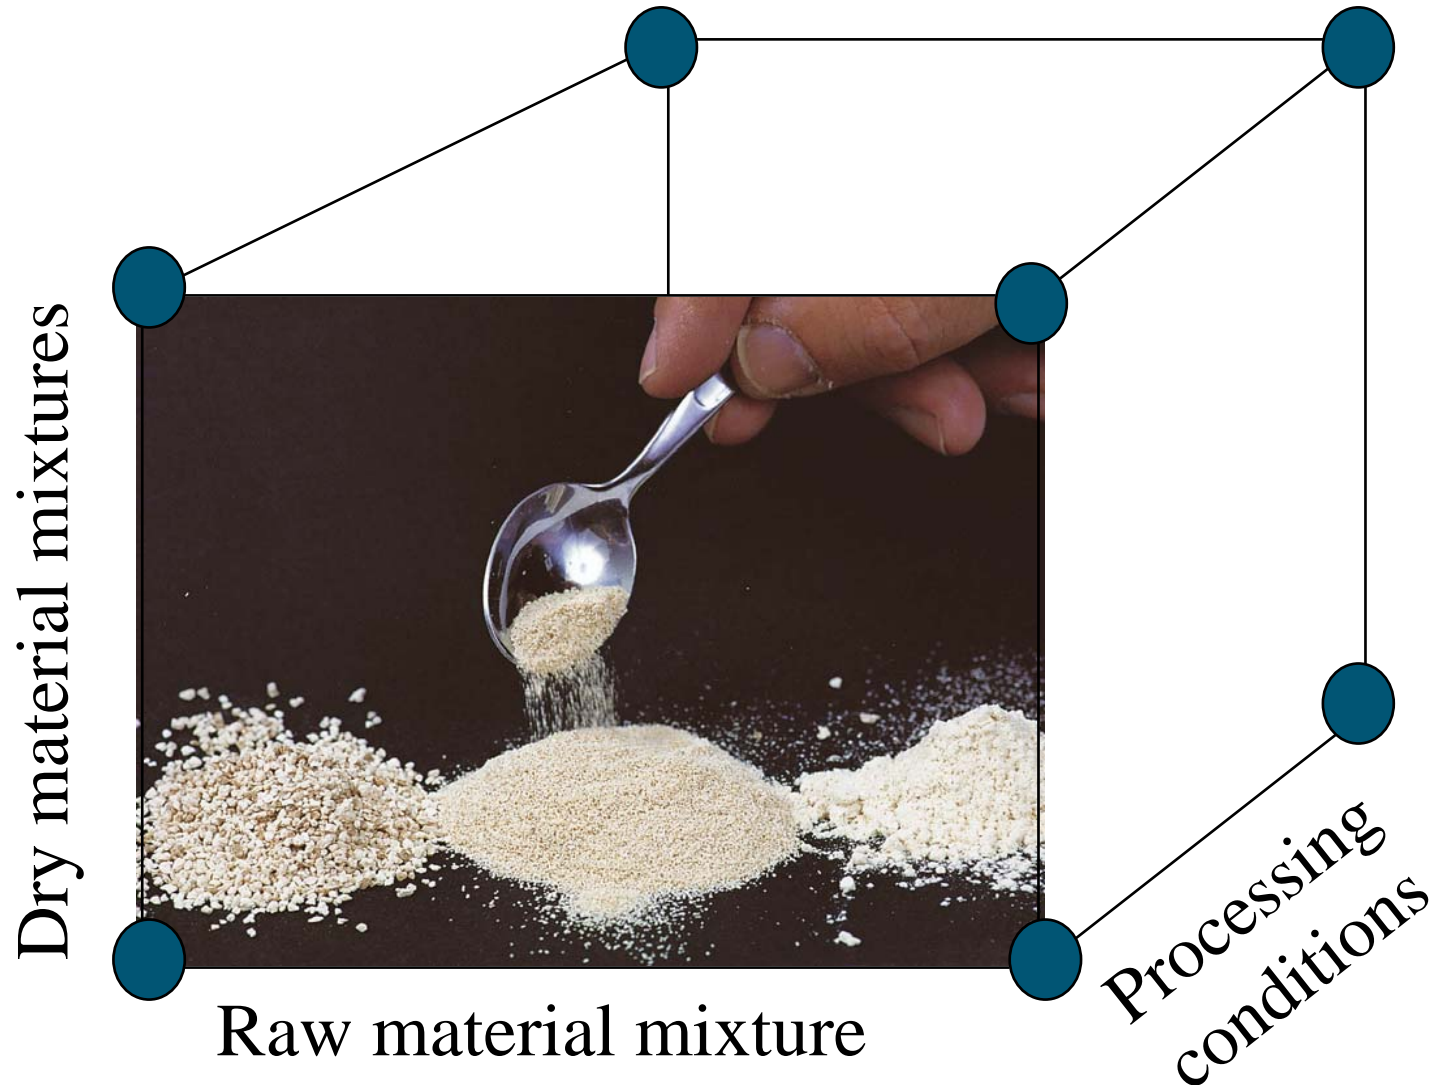 Dry material mixtures
Raw material mixture
Processing
conditions